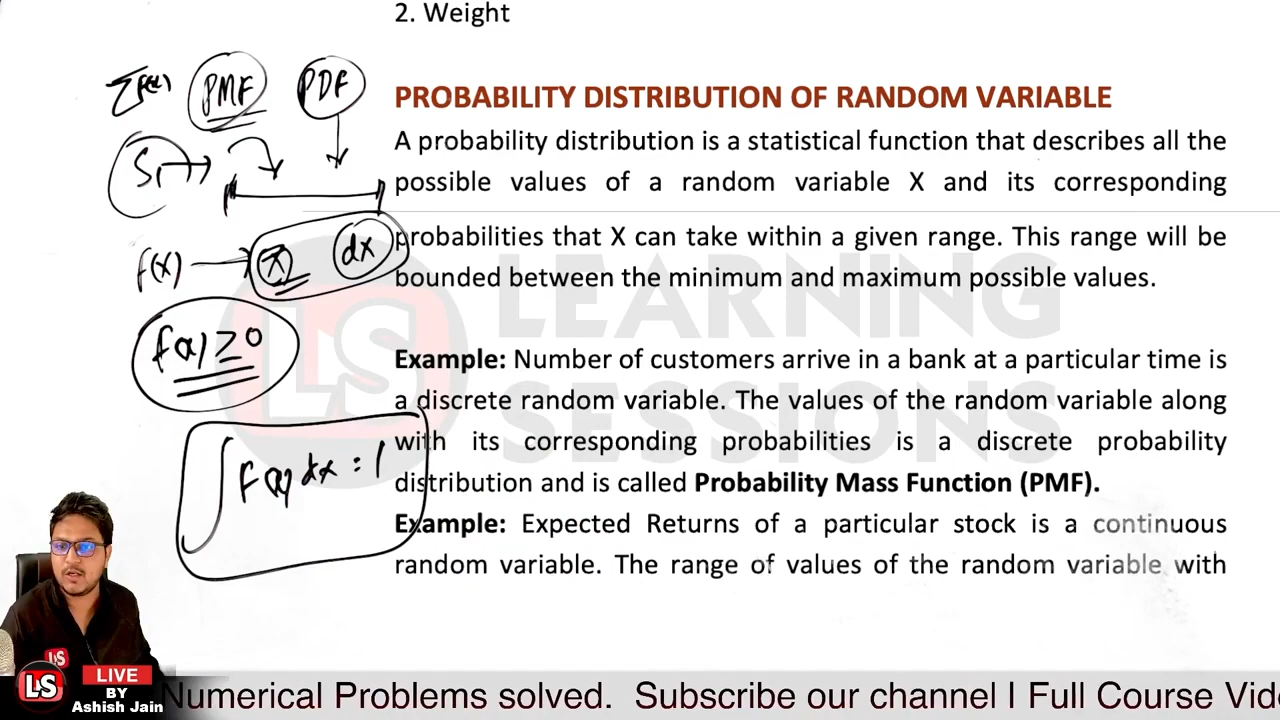 2. Weight
Σf(x) PMF PDF
PROBABILITY DISTRIBUTION OF RANDOM VARIABLE
A probability distribution is a statistical function that describes all the
possible values of a random variable X and its corresponding
probabilities that X can take within a given range. This range will be
bounded between the minimum and maximum possible values.
f(x) x dx
f(x) ≥ 0
∫ f(x) dx = 1
Example: Number of customers arrive in a bank at a particular time is
a discrete random variable. The values of the random variable along
with its corresponding probabilities is a discrete probability
distribution and is called Probability Mass Function (PMF).
Example: Expected Returns of a particular stock is a continuous
random variable. The range of values of the random variable with
LS LEARNING
SESSIONS
LS
LS LIVE
BY
Ashish Jain
Numerical Problems solved. Subscribe our channel I Full Course Vid